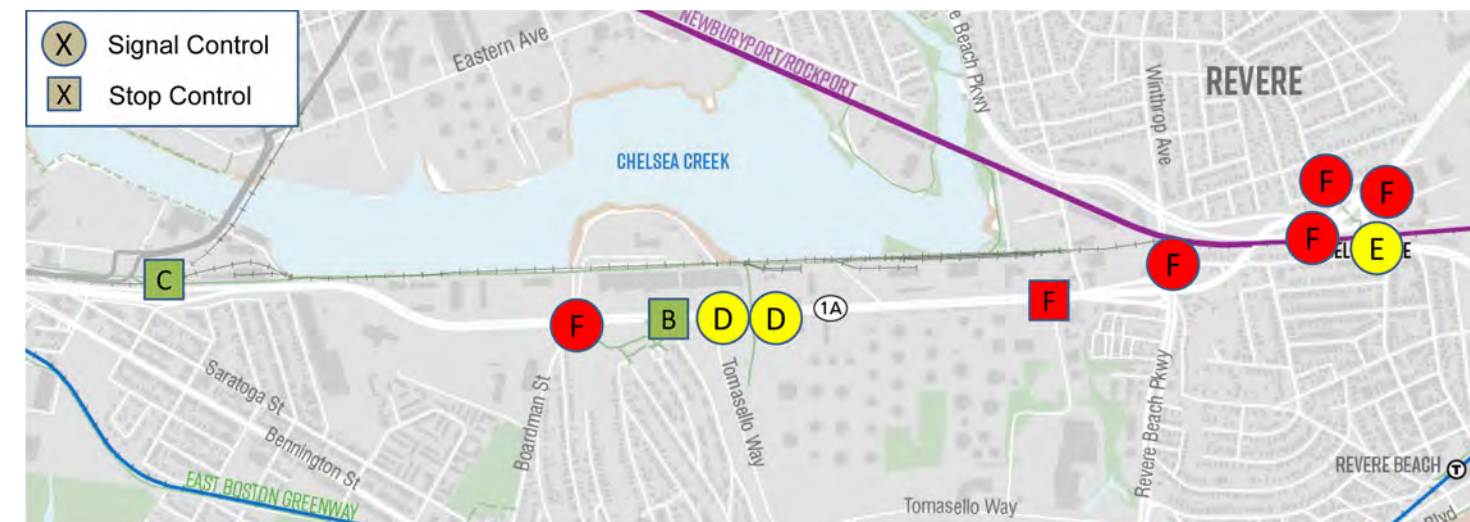 X Signal Control
X Stop Control
Eastern Ave
NEWBURYPORT/ROCKPORT
Beach Pkwy
Winthrop Ave
REVERE
CHELSEA CREEK
F
F
F
E
F
C
F
F
B
D
D
1A
Saratoga St
Bennington St
EAST BOSTON GREENWAY
Boardman St
Tomasello Way
Revere Beach Pkwy
REVERE BEACH T
Tomasello Way
Blvd